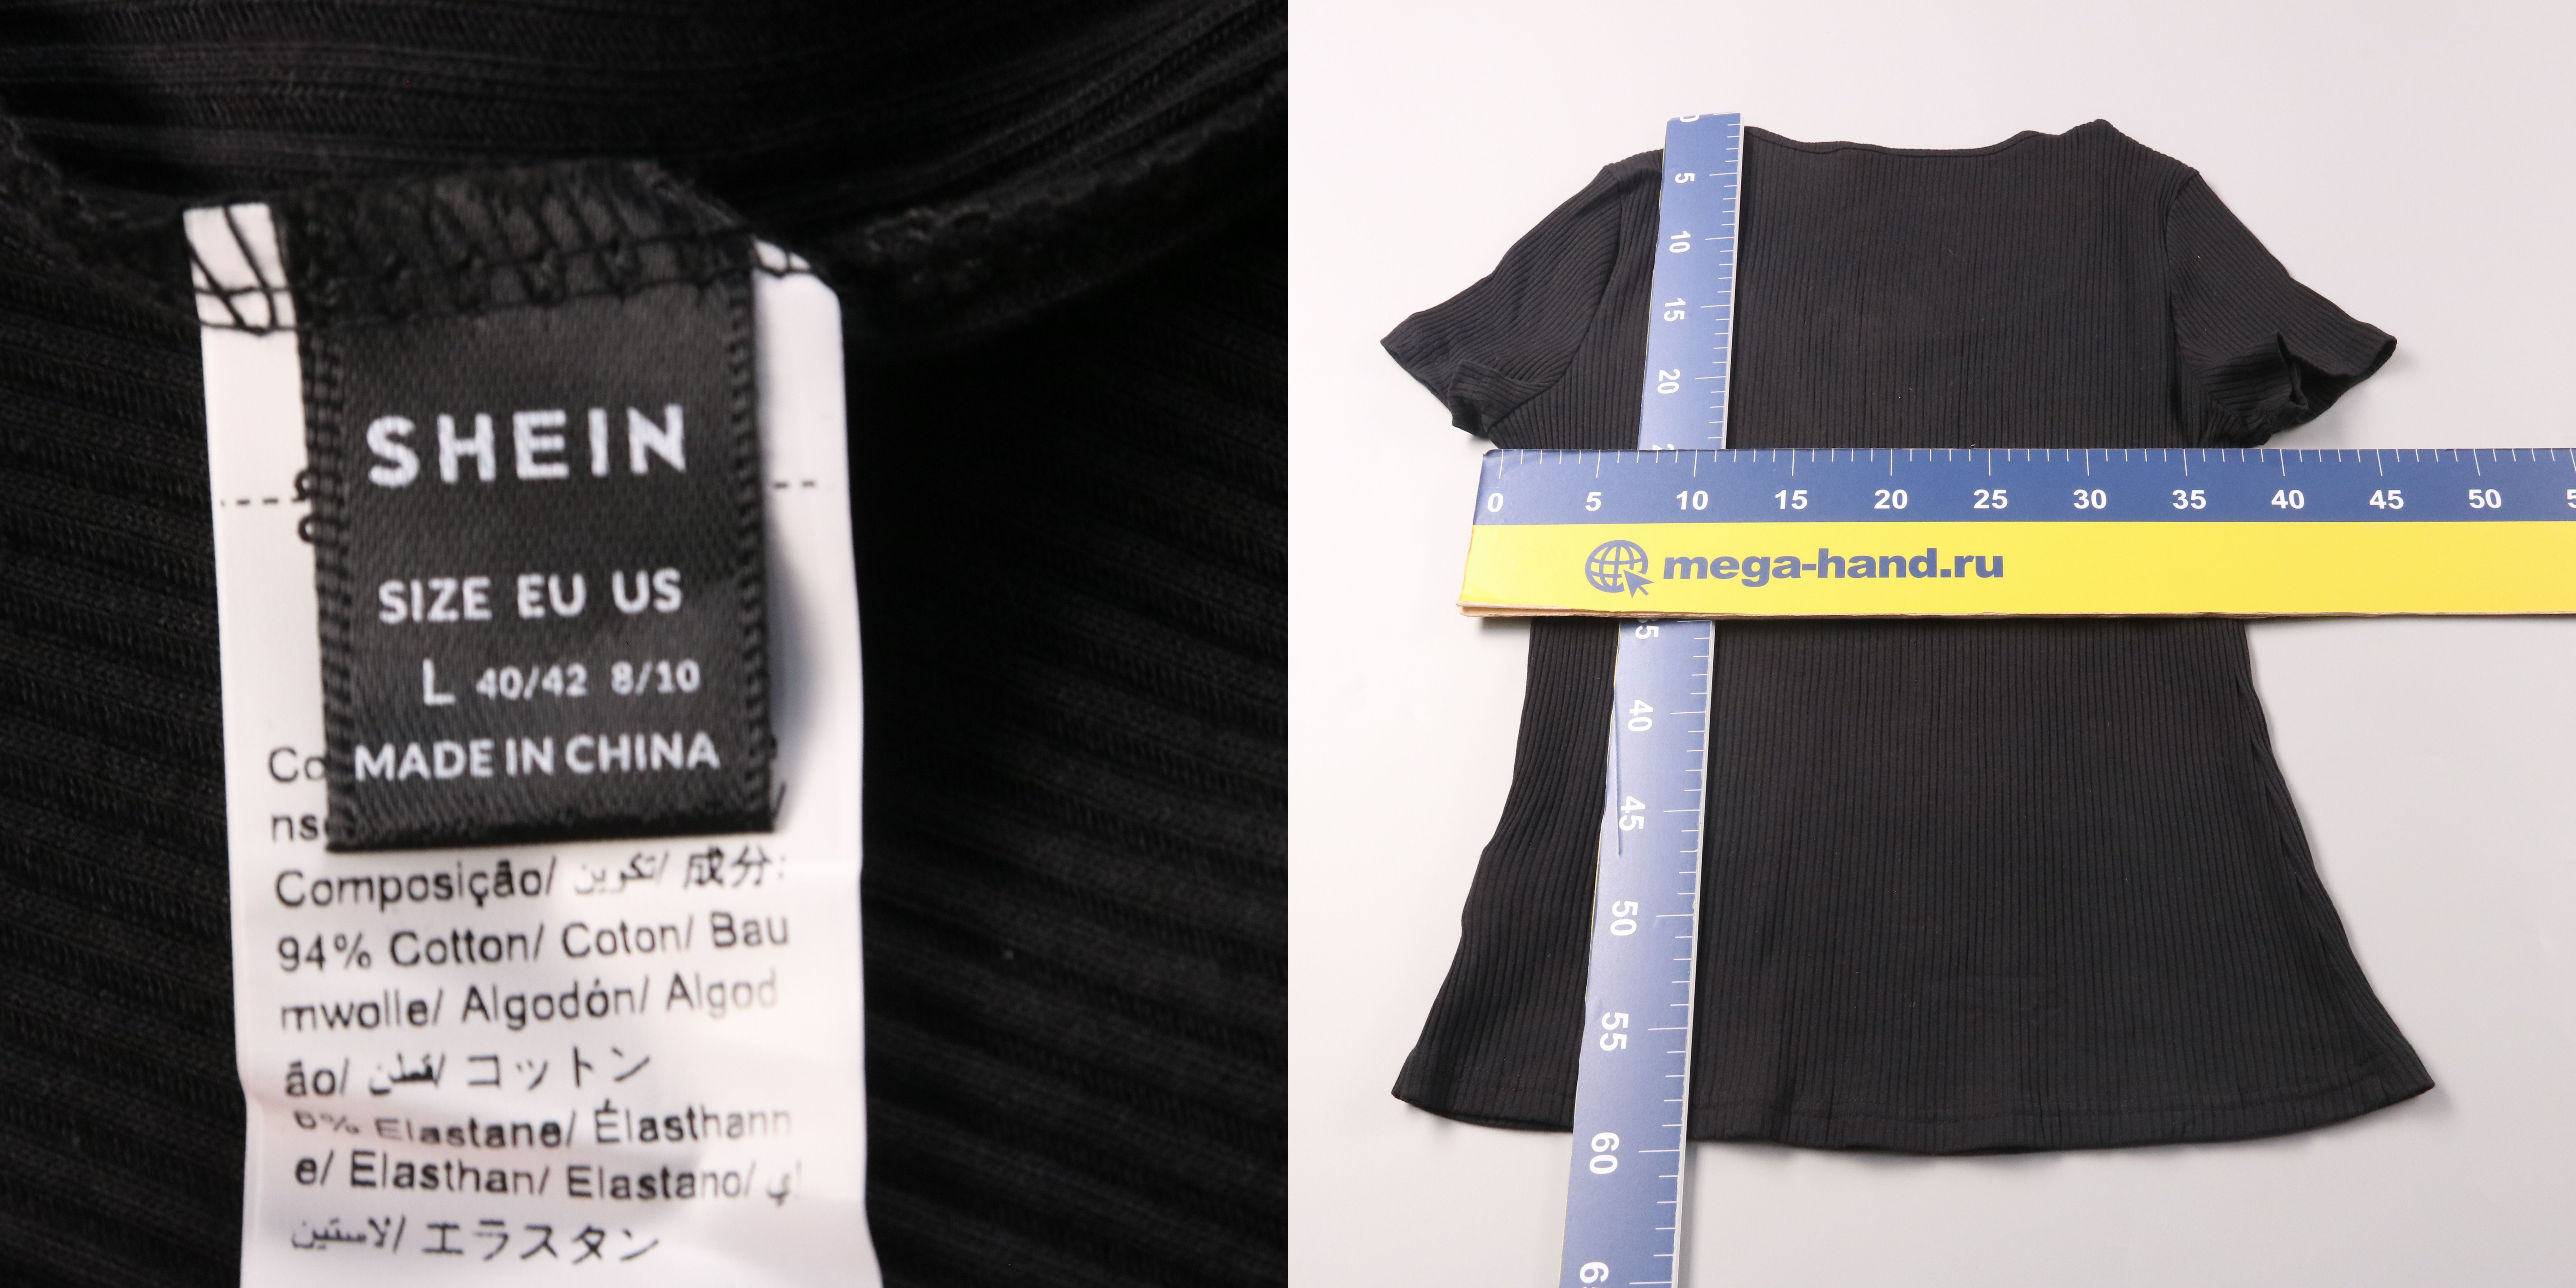 SHEIN
SIZE EU US
L 40/42 8/10
MADE IN CHINA
Composição/ تكوين/ 成分:
94% Cotton/ Coton/ Bau
mwolle/ Algodón/ Algod
ão/ قطن/ コットン
6% Elastane/ Élasthann
e/ Elasthan/ Elastano/
لاستين/ エラスタン
0
5
10
15
20
0 5 10 15 20 25 30 35 40 45 50
mega-hand.ru
40
45
50
55
60